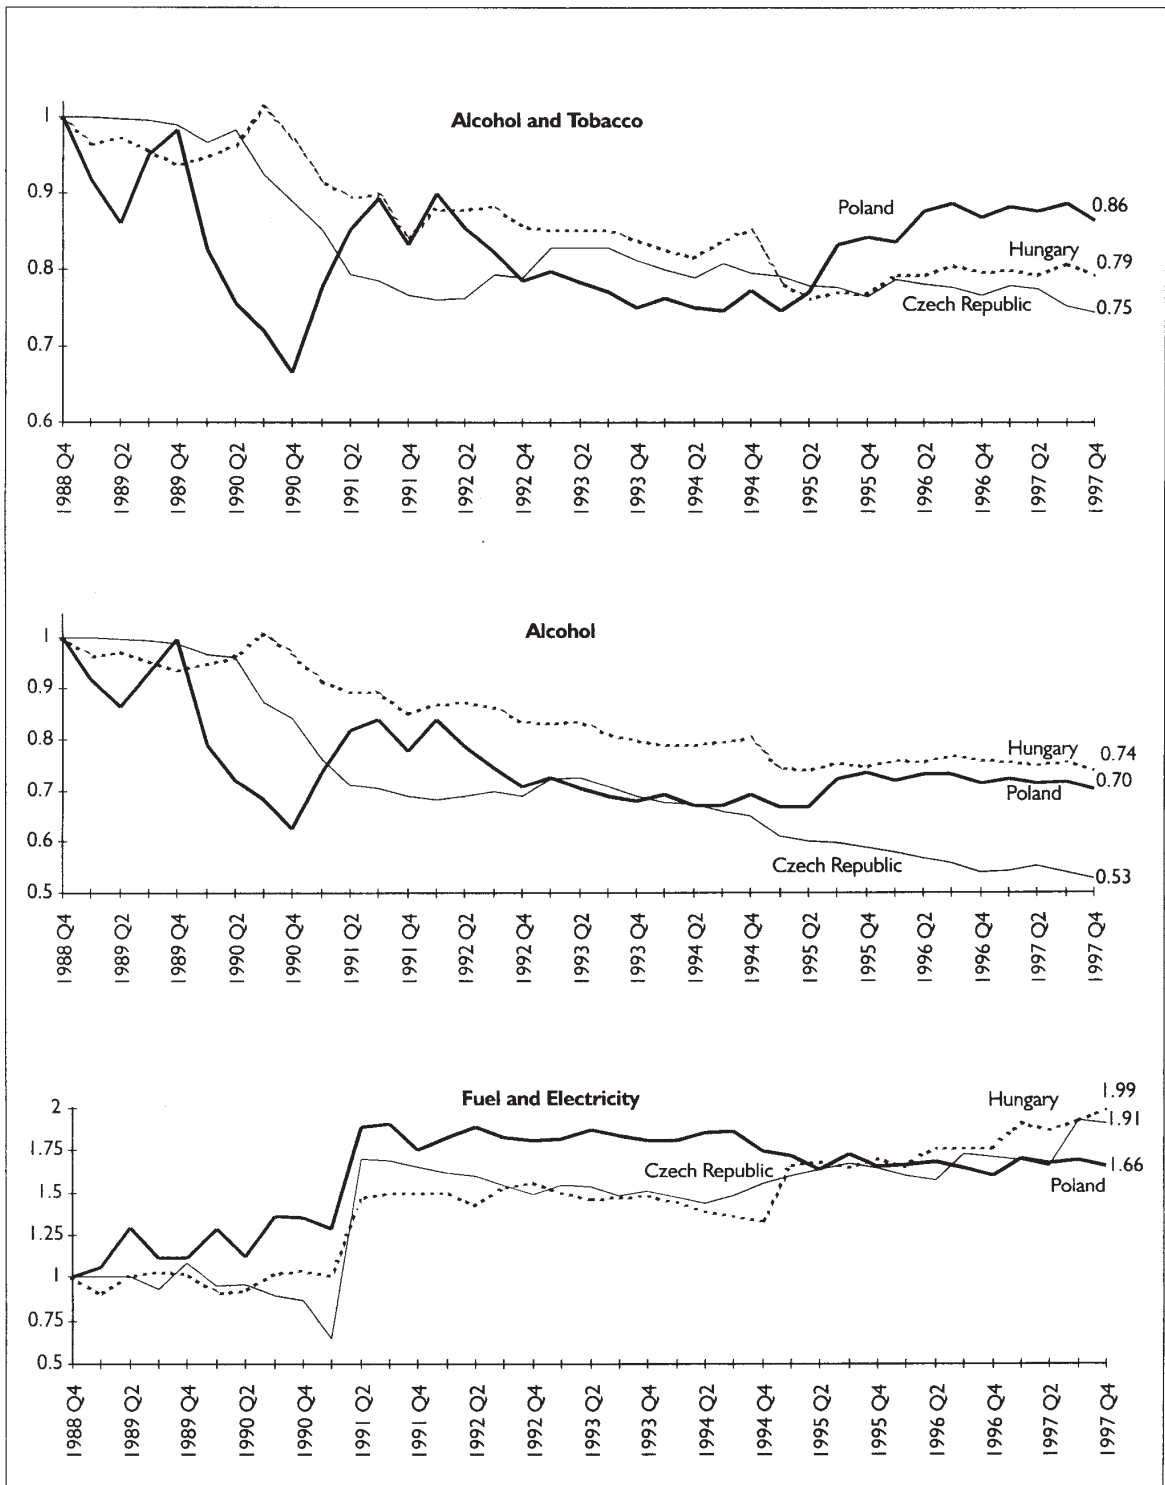 Alcohol and Tobacco
1
0.9
0.8
0.7
0.6
Poland
0.86
Hungary
0.79
Czech Republic
0.75
1988 Q4
1989 Q2
1989 Q4
1990 Q2
1990 Q4
1991 Q2
1991 Q4
1992 Q2
1992 Q4
1993 Q2
1993 Q4
1994 Q2
1994 Q4
1995 Q2
1995 Q4
1996 Q2
1996 Q4
1997 Q2
1997 Q4
Alcohol
1
0.9
0.8
0.7
0.6
0.5
Hungary
0.74
0.70
Poland
Czech Republic
0.53
1988 Q4
1989 Q2
1989 Q4
1990 Q2
1990 Q4
1991 Q2
1991 Q4
1992 Q2
1992 Q4
1993 Q2
1993 Q4
1994 Q2
1994 Q4
1995 Q2
1995 Q4
1996 Q2
1996 Q4
1997 Q2
1997 Q4
Fuel and Electricity
2
1.75
1.5
1.25
1
0.75
0.5
Hungary
1.99
1.91
Czech Republic
1.66
Poland
1988 Q4
1989 Q2
1989 Q4
1990 Q2
1990 Q4
1991 Q2
1991 Q4
1992 Q2
1992 Q4
1993 Q2
1993 Q4
1994 Q2
1994 Q4
1995 Q2
1995 Q4
1996 Q2
1996 Q4
1997 Q2
1997 Q4